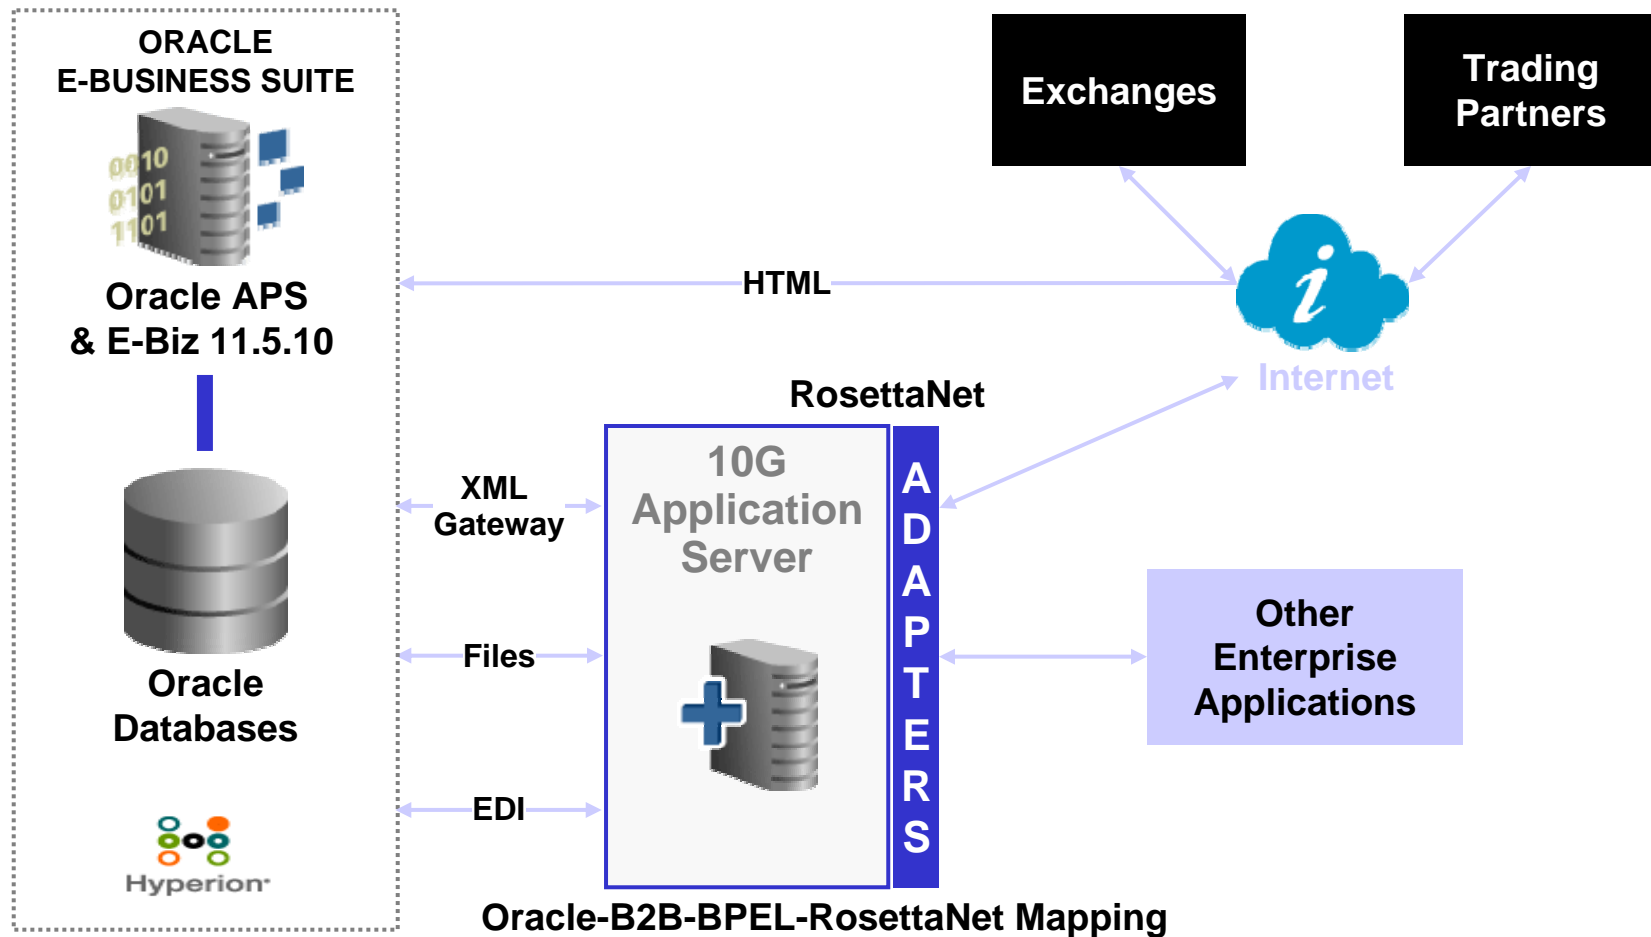 ORACLE
E-BUSINESS SUITE
0010
0101
1101
Oracle APS
& E-Biz 11.5.10
Oracle
Databases
Hyperion
HTML
XML
Gateway
Files
EDI
RosettaNet
10G
Application
Server
ADAPTERS
Oracle-B2B-BPEL-RosettaNet Mapping
Exchanges
Trading
Partners
i
Internet
Other
Enterprise
Applications